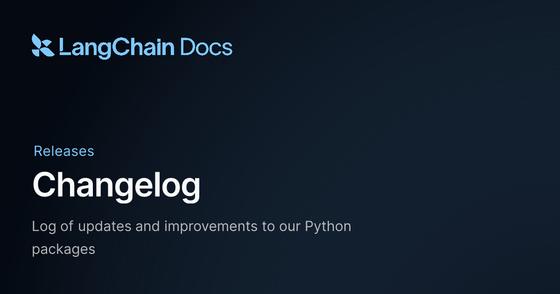 LangChain Docs
Releases
Changelog
Log of updates and improvements to our Python
packages